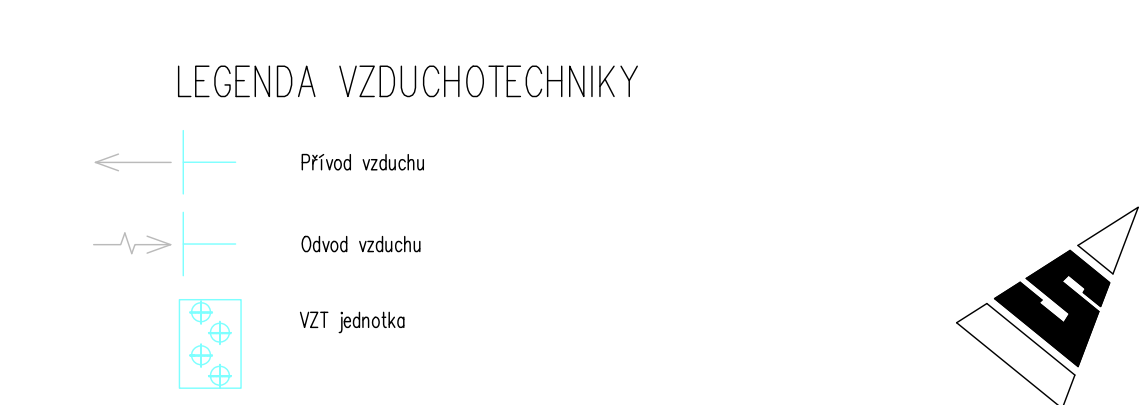 LEGENDA VZDUCHOTECHNIKY
Přívod vzduchu
Odvod vzduchu
VZT jednotka
S